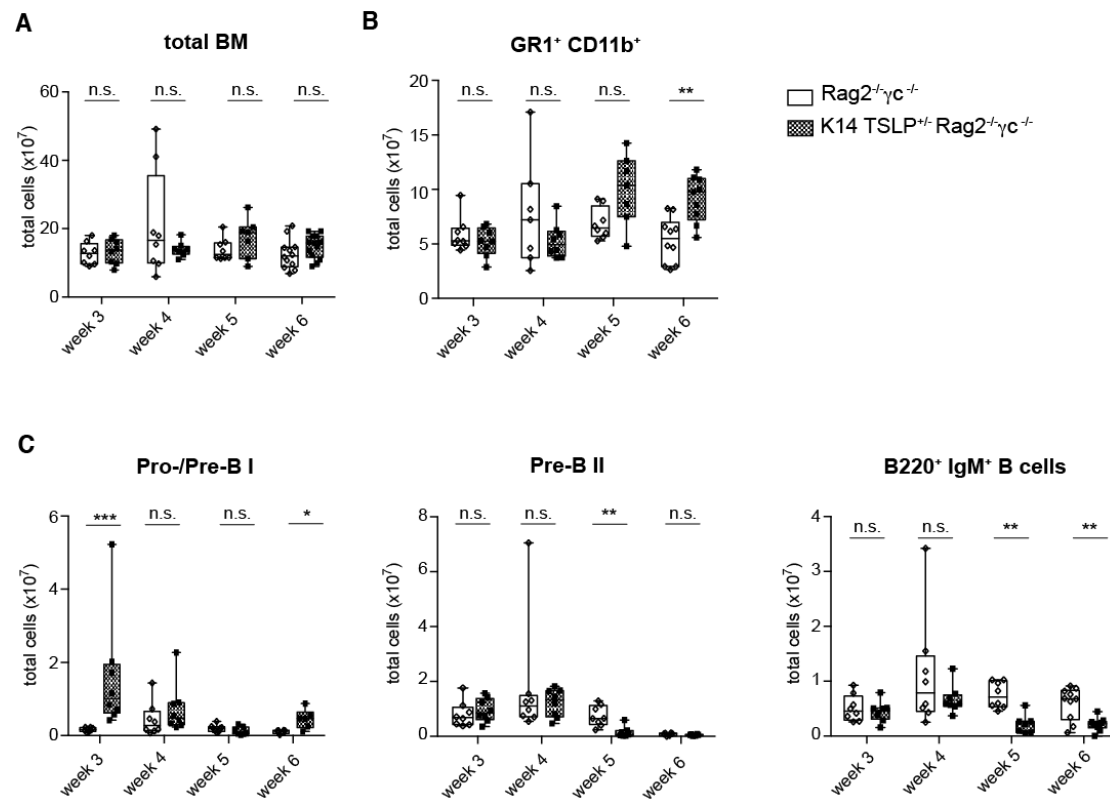 A
total BM
n.s. n.s. n.s. n.s.
total cells (x10⁷)
60
40
20
0
week 3 week 4 week 5 week 6
B
GR1⁺ CD11b⁺
n.s. n.s. n.s. **
total cells (x10⁷)
20
15
10
5
0
week 3 week 4 week 5 week 6
Rag2⁻/⁻γc⁻/⁻
K14 TSLP⁺/⁻ Rag2⁻/⁻γc⁻/⁻
C
Pro-/Pre-B I
*** n.s. n.s. *
total cells (x10⁷)
6
4
2
0
week 3 week 4 week 5 week 6
Pre-B II
n.s. n.s. ** n.s.
total cells (x10⁷)
8
6
4
2
0
week 3 week 4 week 5 week 6
B220⁺ IgM⁺ B cells
n.s. n.s. ** **
total cells (x10⁷)
4
3
2
1
0
week 3 week 4 week 5 week 6